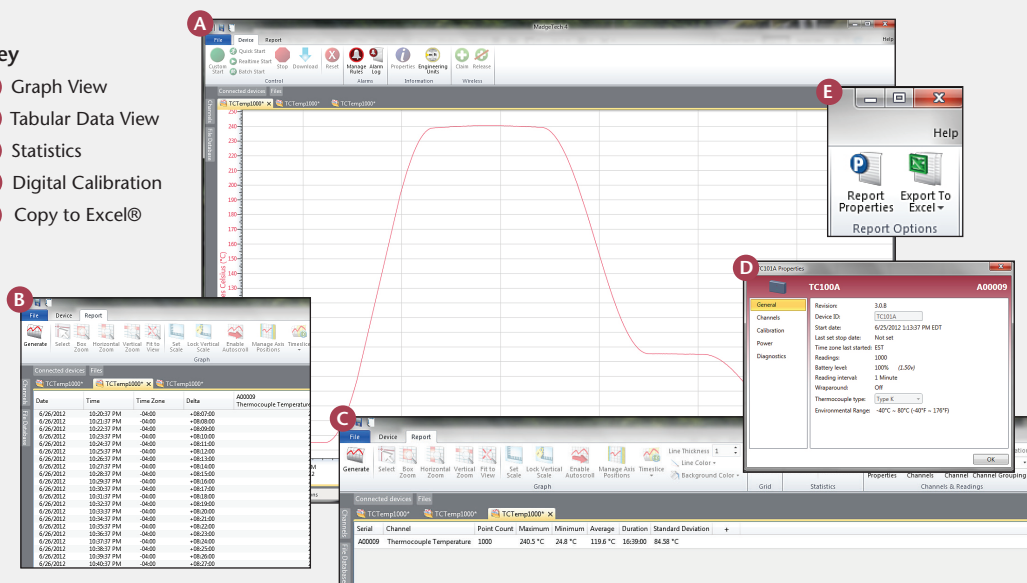 ey
Graph View
Tabular Data View
Statistics
Digital Calibration
Copy to Excel®
A
MadgeTech 4
File Device Report
Help
Custom Start
Quick Start
Realtime Start
Batch Start
Stop Download Reset
Manage Rules
Alarm Log
Properties
Engineering Units
Claim Release
Control Alarms Information Wireless
Connected devices Files
TCTemp1000* TCTemp1000* TCTemp1000*
Channels
File Database
240
230
220
210
200
190
180
170
160
150
140
130
es Celsius (°C)
E
Help
Report Properties
Export To Excel
Report Options
D
TC101A Properties
TC100A A00009
General
Channels
Calibration
Power
Diagnostics
Revision: 3.0.8
Device ID: TC101A
Start date: 6/25/2012 1:13:37 PM EDT
Last set stop date: Not set
Time zone last started: EST
Readings: 1000
Battery level: 100% (1.50v)
Reading interval: 1 Minute
Wraparound: Off
Thermocouple type: Type K
Environmental Range: -40°C ~ 80°C (-40°F ~ 176°F)
OK
B
File Device Report
Generate
Select
Box Zoom
Horizontal Zoom
Vertical Zoom
Fit to View
Set Scale
Lock Vertical Scale
Enable Autoscroll
Manage Axis Positions
Timeslice
Graph
Connected devices Files
TCTemp1000* TCTemp1000* TCTemp1000*
Channels
File Database
Date Time Time Zone Delta A00009 Thermocouple Temperature
6/26/2012 10:20:37 PM -04:00 +08:07:00
6/26/2012 10:21:37 PM -04:00 +08:08:00
6/26/2012 10:22:37 PM -04:00 +08:09:00
6/26/2012 10:23:37 PM -04:00 +08:10:00
6/26/2012 10:24:37 PM -04:00 +08:11:00
6/26/2012 10:25:37 PM -04:00 +08:12:00
6/26/2012 10:26:37 PM -04:00 +08:13:00
6/26/2012 10:27:37 PM -04:00 +08:14:00
6/26/2012 10:28:37 PM -04:00 +08:15:00
6/26/2012 10:29:37 PM -04:00 +08:16:00
6/26/2012 10:30:37 PM -04:00 +08:17:00
6/26/2012 10:31:37 PM -04:00 +08:18:00
6/26/2012 10:32:37 PM -04:00 +08:19:00
6/26/2012 10:33:37 PM -04:00 +08:20:00
6/26/2012 10:34:37 PM -04:00 +08:21:00
6/26/2012 10:35:37 PM -04:00 +08:22:00
6/26/2012 10:36:37 PM -04:00 +08:23:00
6/26/2012 10:37:37 PM -04:00 +08:24:00
6/26/2012 10:38:37 PM -04:00 +08:25:00
6/26/2012 10:39:37 PM -04:00 +08:26:00
6/26/2012 10:40:37 PM -04:00 +08:27:00
C
File Device Report
Generate
Select
Box Zoom
Horizontal Zoom
Vertical Zoom
Fit to View
Set Scale
Lock Vertical Scale
Enable Autoscroll
Manage Axis Positions
Timeslice
Line Thickness 1
Line Color
Background Color
Graph Grid Statistics
Properties Channels Channel Channel Grouping
Channels & Readings
Connected devices Files
TCTemp1000* TCTemp1000* TCTemp1000*
Channels
File Database
Serial Channel Point Count Maximum Minimum Average Duration Standard Deviation +
A00009 Thermocouple Temperature 1000 240.5 °C 24.8 °C 119.6 °C 16:39:00 84.58 °C